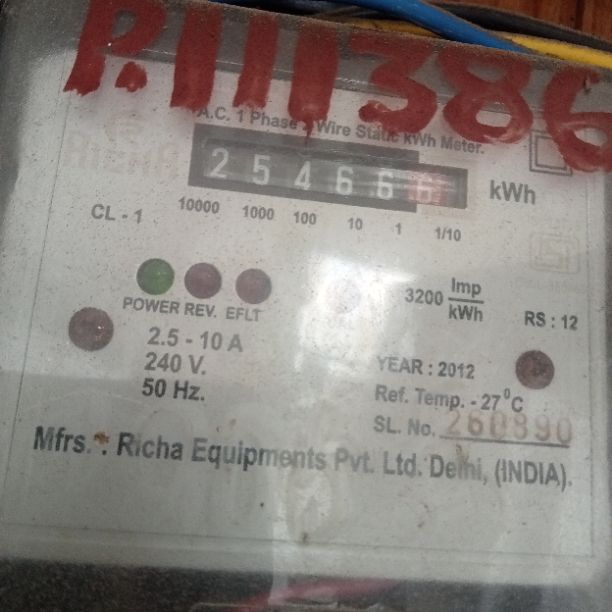 P.111386
A.C. 1 Phase 2 Wire Static kWh Meter.
2 5 4 6 6 6 kWh
CL - 1 10000 1000 100 10 1 1/10
POWER REV. EFLT
3200 Imp/kWh
RS : 12
2.5 - 10 A
240 V.
50 Hz.
YEAR : 2012
Ref. Temp. - 27°C
SL. No. 260890
Mfrs. : Richa Equipments Pvt. Ltd. Delhi, (INDIA).